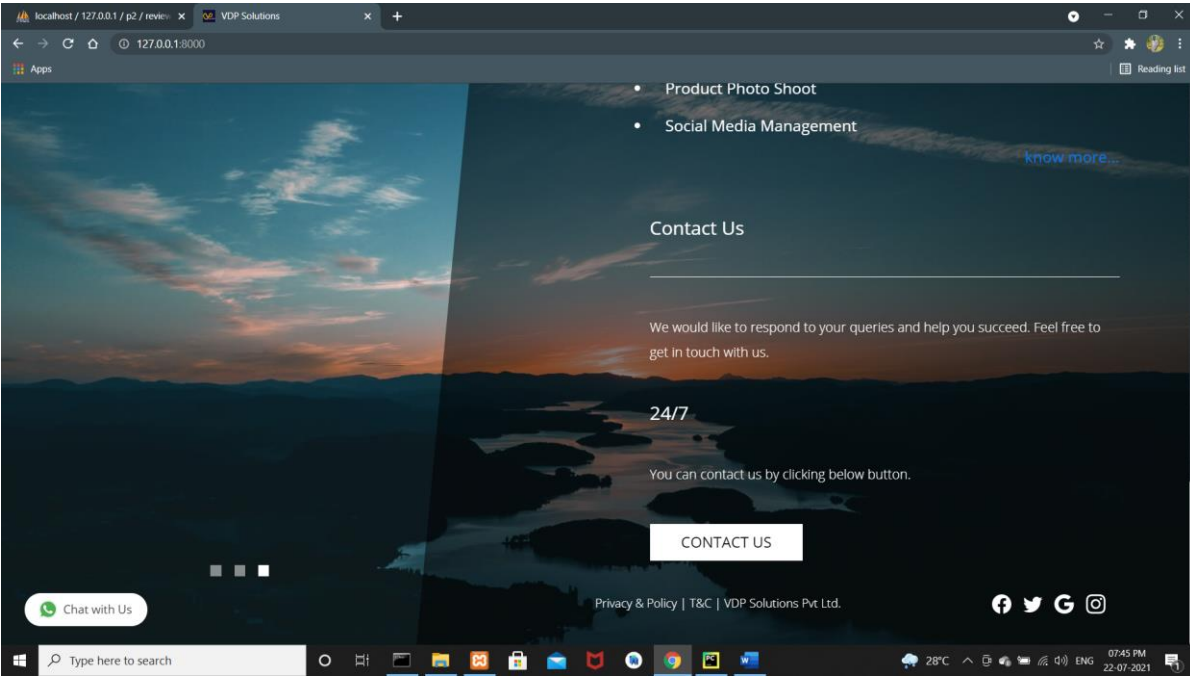 localhost / 127.0.0.1 / p2 / review
VDP Solutions
127.0.0.1:8000
Apps
Reading list
• Product Photo Shoot
• Social Media Management
know more...
Contact Us
We would like to respond to your queries and help you succeed. Feel free to
get in touch with us.
24/7
You can contact us by clicking below button.
CONTACT US
Chat with Us
Privacy & Policy | T&C | VDP Solutions Pvt Ltd.
Type here to search
28°C
ENG
07:45 PM
22-07-2021